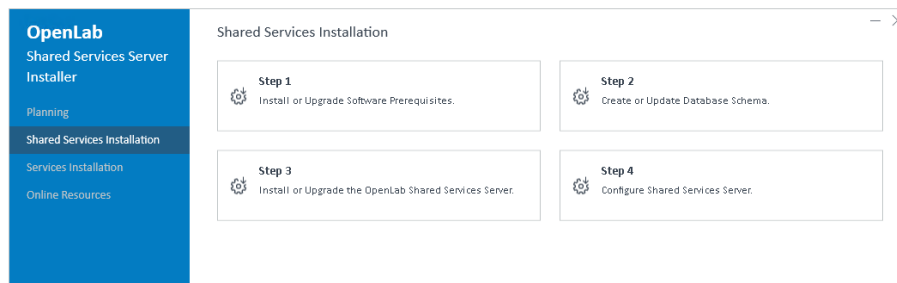 OpenLab
Shared Services Server
Installer
Planning
Shared Services Installation
Services Installation
Online Resources
Shared Services Installation
Step 1
Install or Upgrade Software Prerequisites.
Step 2
Create or Update Database Schema.
Step 3
Install or Upgrade the OpenLab Shared Services Server.
Step 4
Configure Shared Services Server.